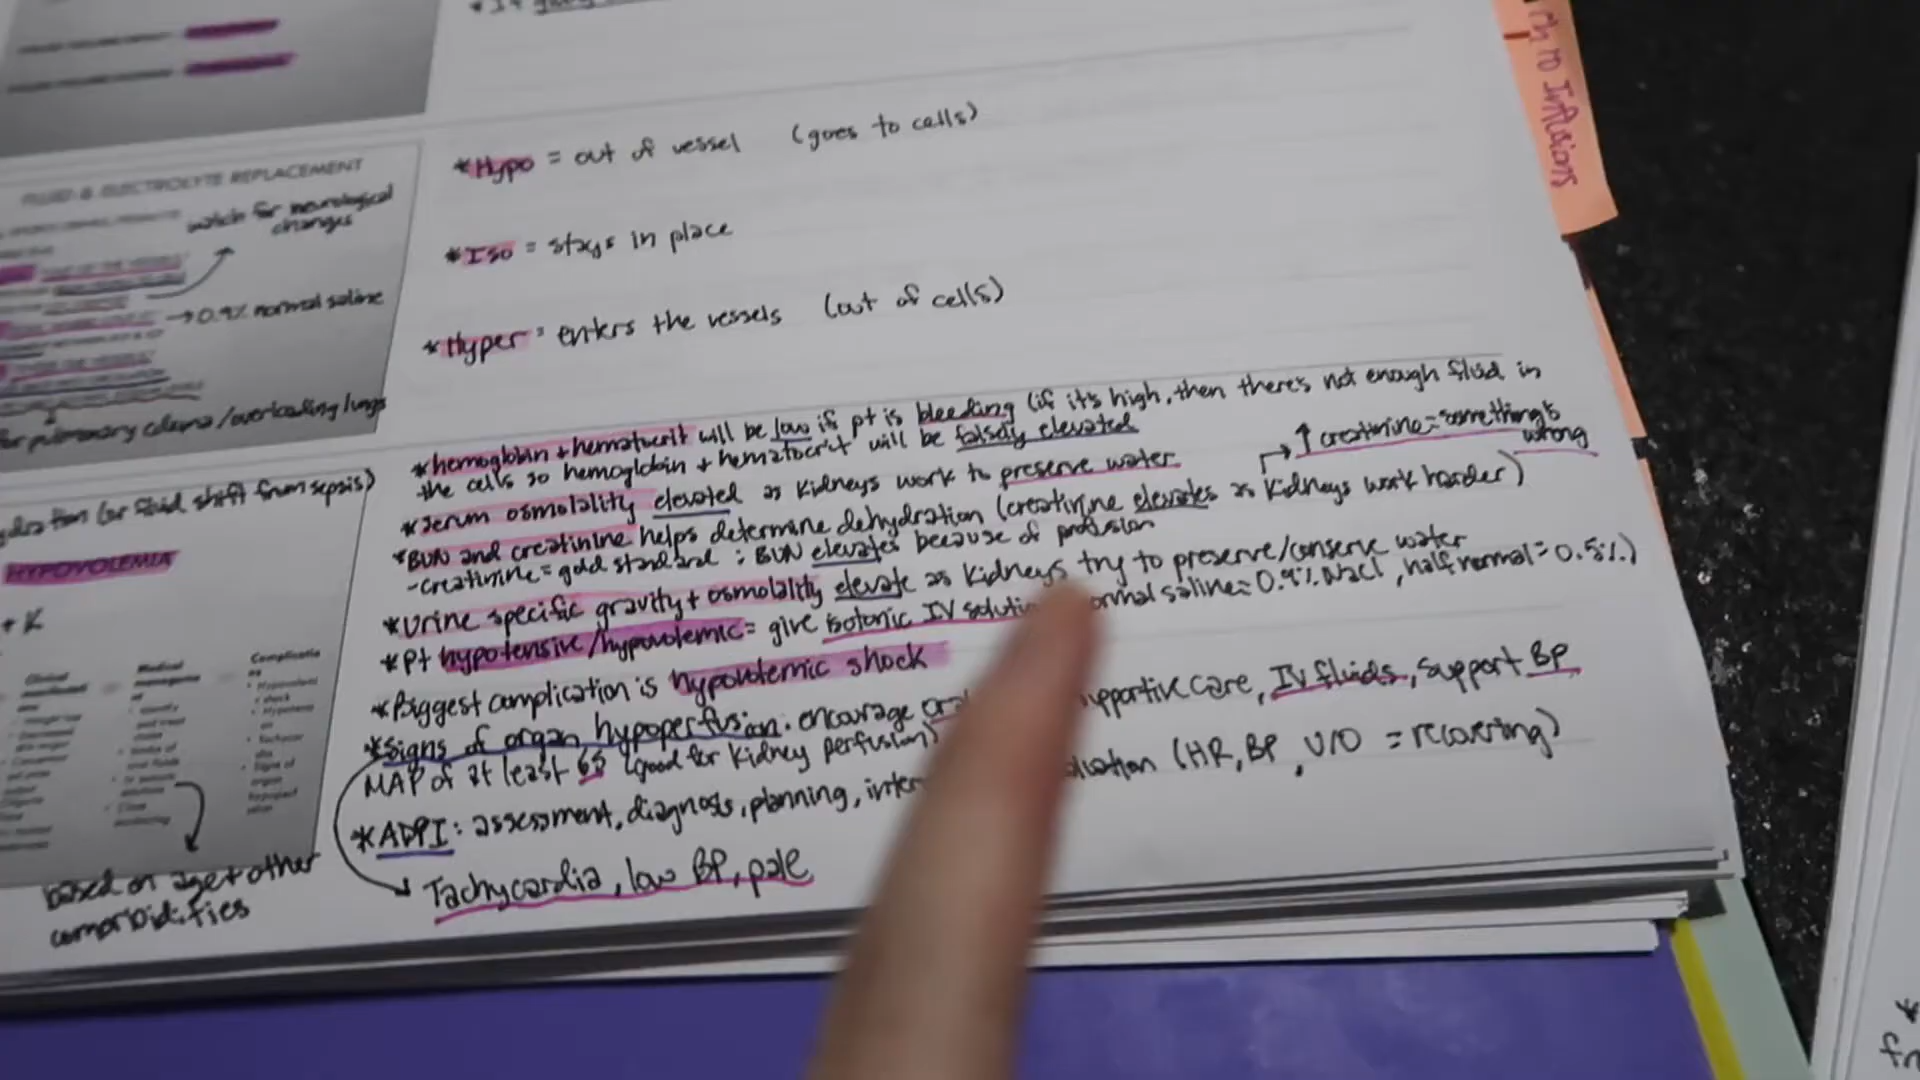 rn to Infusions
*Hypo = out of vessel (goes to cells)
*Iso = stays in place
*Hyper = enters the vessels (out of cells)
FLUID & ELECTROLYTE REPLACEMENT
watch for neurological
changes
→0.9% normal saline
pulmonary edema/overloading lungs
*hemoglobin + hematocrit will be low if pt is bleeding (if it's high, then there's not enough fluid in
the cells so hemoglobin + hematocrit will be falsely elevated
*serum osmolality elevated as kidneys work to preserve water
↑ creatinine = something's
wrong
*BUN and creatinine helps determine dehydration (creatinine elevates as kidneys work harder)
-creatinine = gold standard : BUN elevates because of
*Urine specific gravity + osmolality elevate as kidneys try to preserve/conserve water
*pt hypotensive/hypovolemic = give isotonic IV normal saline = 0.9% NaCl, half normal = 0.5%)
*Biggest complication is hypovolemic shock
*Signs of organ hypoperfusion: encourage supportive care, IV fluids, support BP
MAP of at least 65 (good for kidney perfusion)
*ADPI: assessment, diagnosis, planning, (HR, BP, U/O = recovering)
Tachycardia, low BP, pale
(or fluid shift from sepsis)
HYPOVOLEMIA
+ K
based on age + other
comorbidities